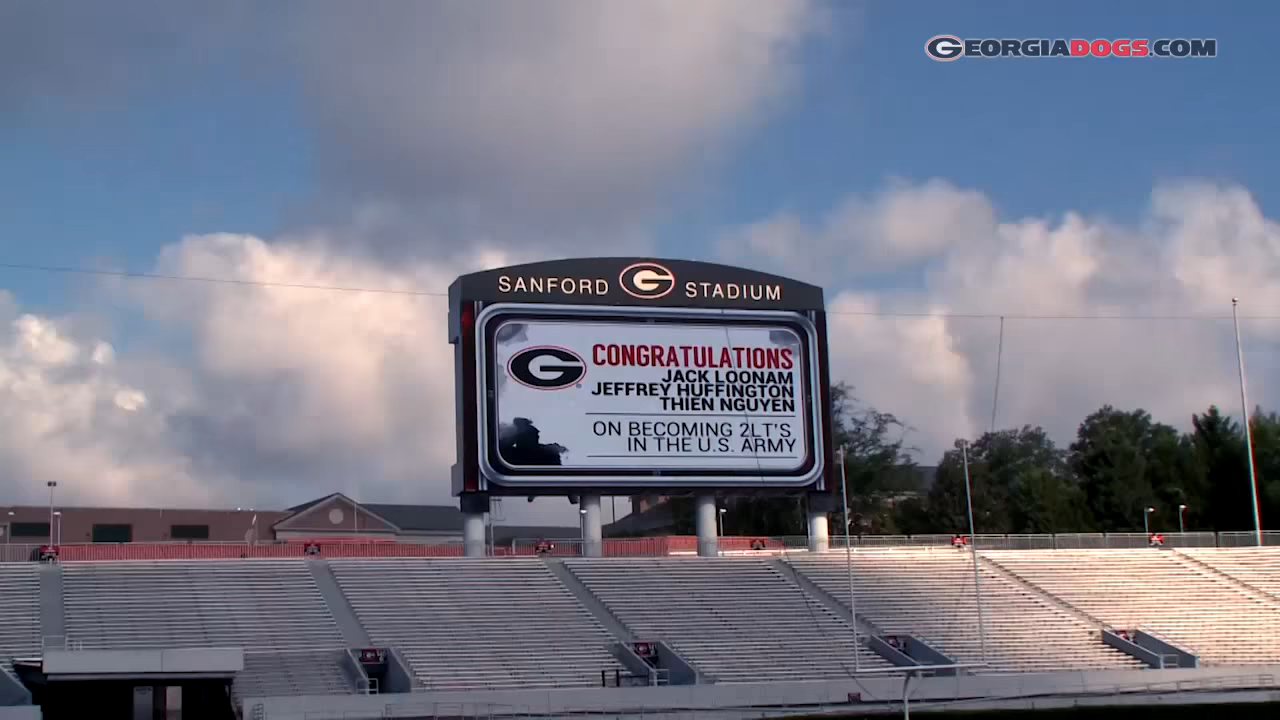 GEORGIADOGS.COM
SANFORD G STADIUM
G CONGRATULATIONS
JACK LOONAM
JEFFREY HUFFINGTON
THIEN NGUYEN
ON BECOMING 2LT'S
IN THE U.S. ARMY